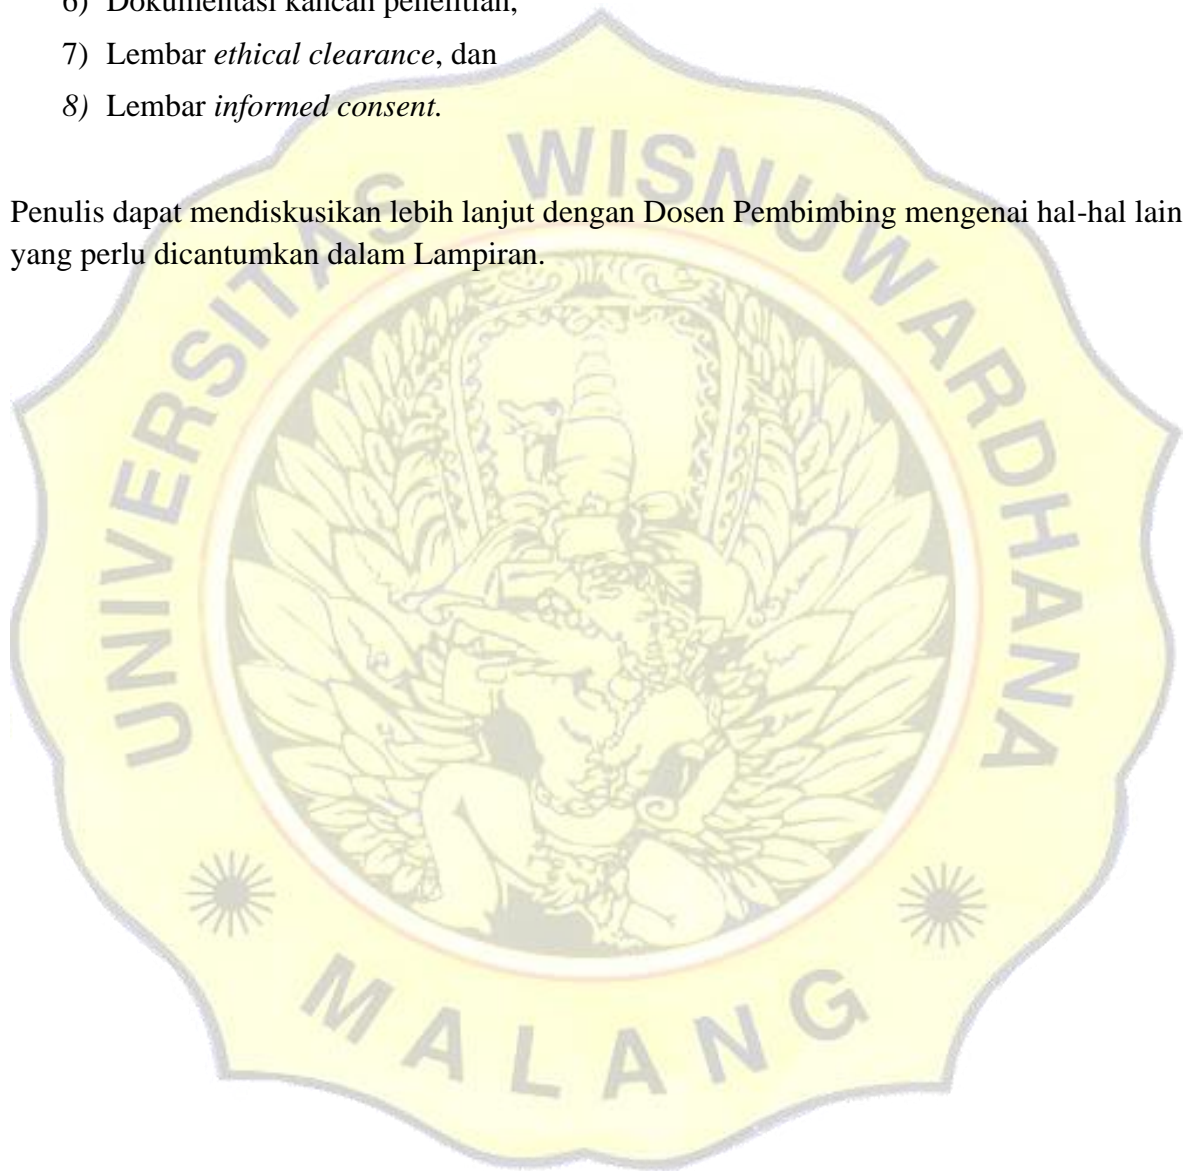 6) Dokumentasi kancah penelitian,
7) Lembar ethical clearance, dan
8) Lembar informed consent.
Penulis dapat mendiskusikan lebih lanjut dengan Dosen Pembimbing mengenai hal-hal lain
yang perlu dicantumkan dalam Lampiran.
UNIVERSITAS WISNUWARDHANA
MALANG